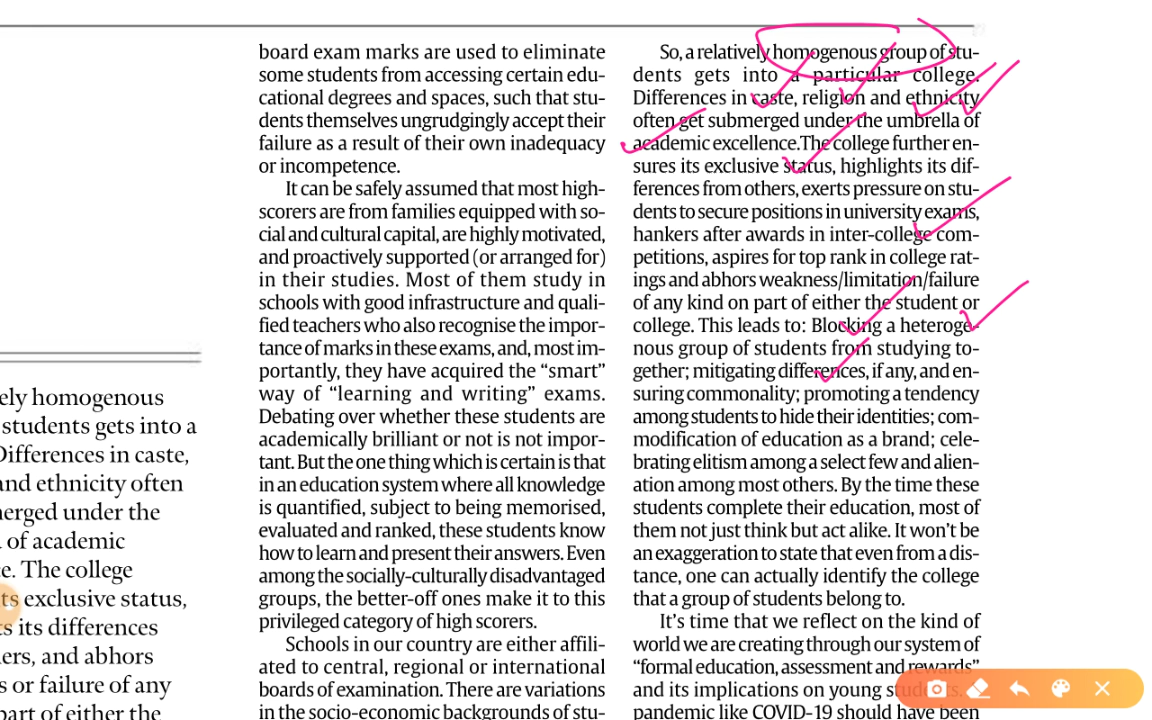 board exam marks are used to eliminate
some students from accessing certain edu-
cational degrees and spaces, such that stu-
dents themselves ungrudgingly accept their
failure as a result of their own inadequacy
or incompetence.
It can be safely assumed that most high-
scorers are from families equipped with so-
cial and cultural capital, are highly motivated,
and proactively supported (or arranged for)
in their studies. Most of them study in
schools with good infrastructure and quali-
fied teachers who also recognise the impor-
tance of marks in these exams, and, most im-
portantly, they have acquired the “smart”
way of “learning and writing” exams.
Debating over whether these students are
academically brilliant or not is not impor-
tant. But the one thing which is certain is that
in an education system where all knowledge
is quantified, subject to being memorised,
evaluated and ranked, these students know
how to learn and present their answers. Even
among the socially-culturally disadvantaged
groups, the better-off ones make it to this
privileged category of high scorers.
Schools in our country are either affili-
ated to central, regional or international
boards of examination. There are variations
in the socio-economic backgrounds of stu-
So, a relatively homogenous group of stu-
dents gets into a particular college.
Differences in caste, religion and ethnicity
often get submerged under the umbrella of
academic excellence.The college further en-
sures its exclusive status, highlights its dif-
ferences from others, exerts pressure on stu-
dents to secure positions in university exams,
hankers after awards in inter-college com-
petitions, aspires for top rank in college rat-
ings and abhors weakness/limitation/failure
of any kind on part of either the student or
college. This leads to: Blocking a heteroge-
nous group of students from studying to-
gether; mitigating differences, if any, and en-
suring commonality; promoting a tendency
among students to hide their identities; com-
modification of education as a brand; cele-
brating elitism among a select few and alien-
ation among most others. By the time these
students complete their education, most of
them not just think but act alike. It won’t be
an exaggeration to state that even from a dis-
tance, one can actually identify the college
that a group of students belong to.
It’s time that we reflect on the kind of
world we are creating through our system of
“formal education, assessment and rewards”
and its implications on young students.
pandemic like COVID-19 should have been
ely homogenous
students gets into a
Differences in caste,
and ethnicity often
merged under the
of academic
e. The college
ts exclusive status,
s its differences
ers, and abhors
s or failure of any
part of either the